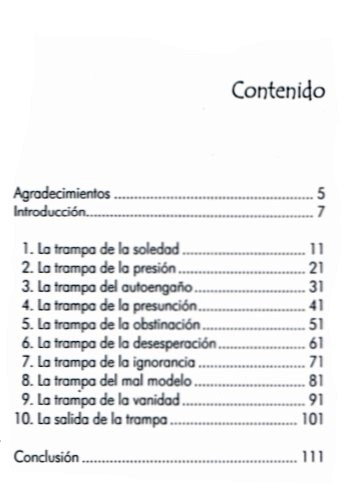 Contenido
Agradecimientos ........................................ 5
Introducción........................................ 7
1. La trampa de la soledad ........................................ 11
2. La trampa de la presión ........................................ 21
3. La trampa del autoengaño ........................................ 31
4. La trampa de la presunción ........................................ 41
5. La trampa de la obstinación ........................................ 51
6. La trampa de la desesperación ........................................ 61
7. La trampa de la ignorancia ........................................ 71
8. La trampa del mal modelo ........................................ 81
9. La trampa de la vanidad ........................................ 91
10. La salida de la trampa ........................................ 101
Conclusión ........................................ 111